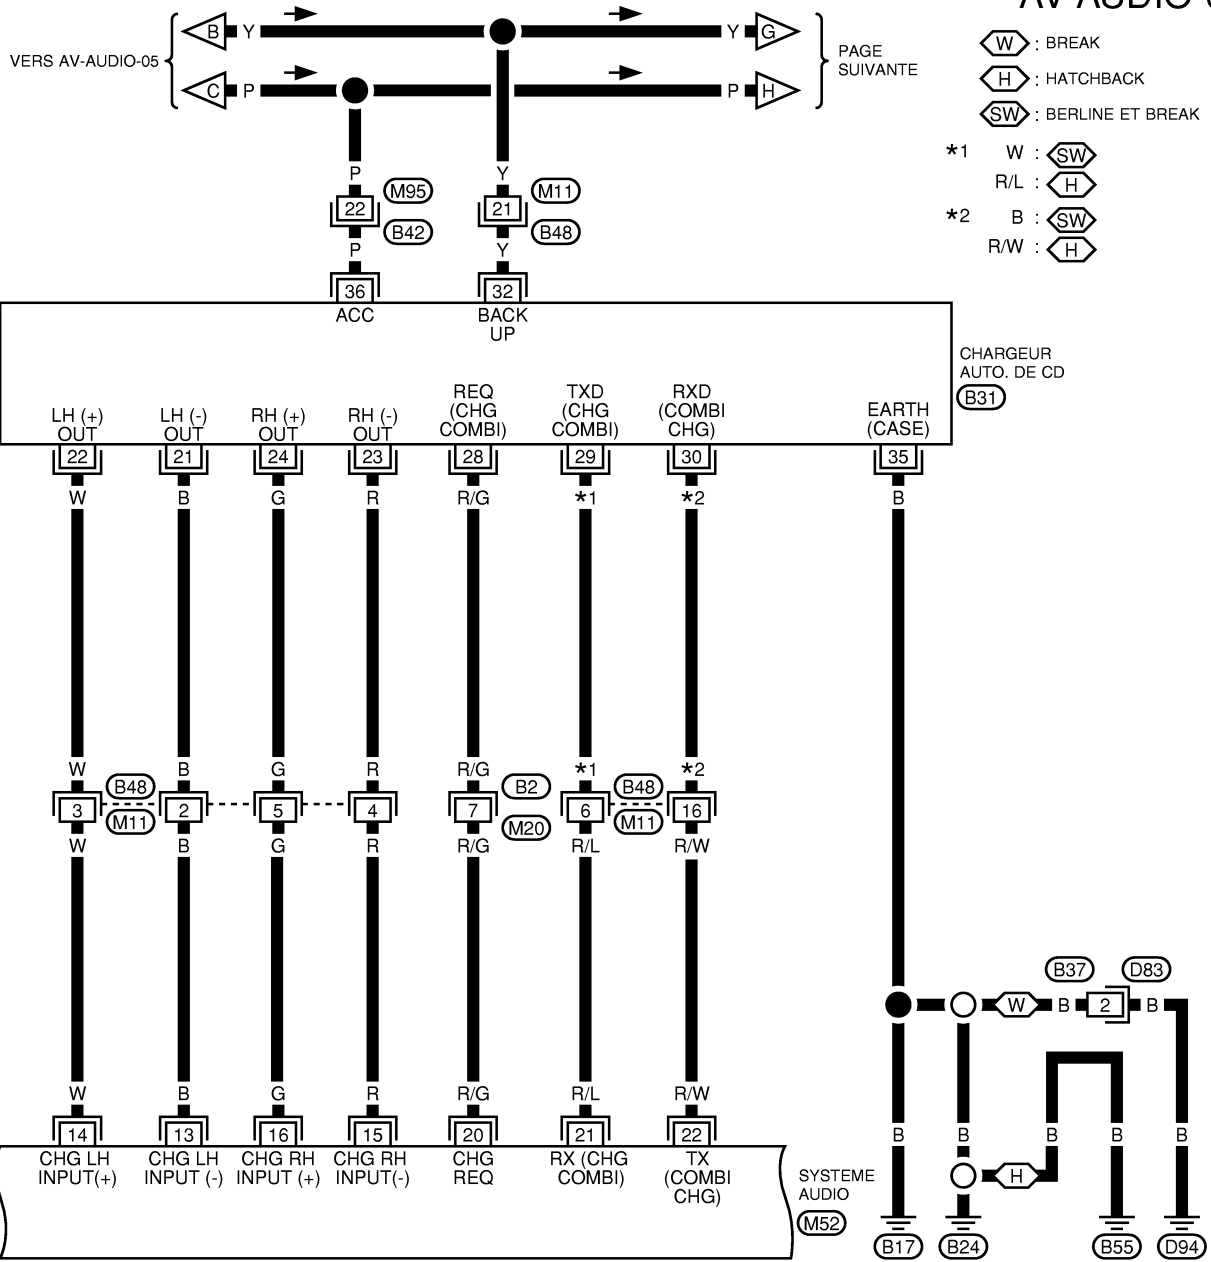 AV-AUDIO-0
B Y Y G
VERS AV-AUDIO-05
PAGE
SUIVANTE
C P P H
W : BREAK
H : HATCHBACK
SW : BERLINE ET BREAK
*1 W : SW
R/L : H
*2 B : SW
R/W : H
P Y
22 M95 21 M11
B42 B48
P Y
36 32
ACC BACK
UP
CHARGEUR
AUTO. DE CD
B31
LH (+)
OUT
LH (-)
OUT
RH (+)
OUT
RH (-)
OUT
REQ
(CHG
COMBI)
TXD
(CHG
COMBI)
RXD
(COMBI
CHG)
EARTH
(CASE)
22 21 24 23 28 29 30 35
W B G R R/G *1 *2 B
W B G R R/G *1 *2
B48 B2 B48
3 2 5 4 7 6 16
M11 M20 M11
W B G R R/G R/L R/W
B37 D83
W B 2 B
W B G R R/G R/L R/W
14 13 16 15 20 21 22
B B B B B
CHG LH
INPUT(+)
CHG LH
INPUT (-)
CHG RH
INPUT (+)
CHG RH
INPUT(-)
CHG
REQ
RX (CHG
COMBI)
TX
(COMBI
CHG)
SYSTEME
AUDIO
M52
H
B17 B24 B55 D94